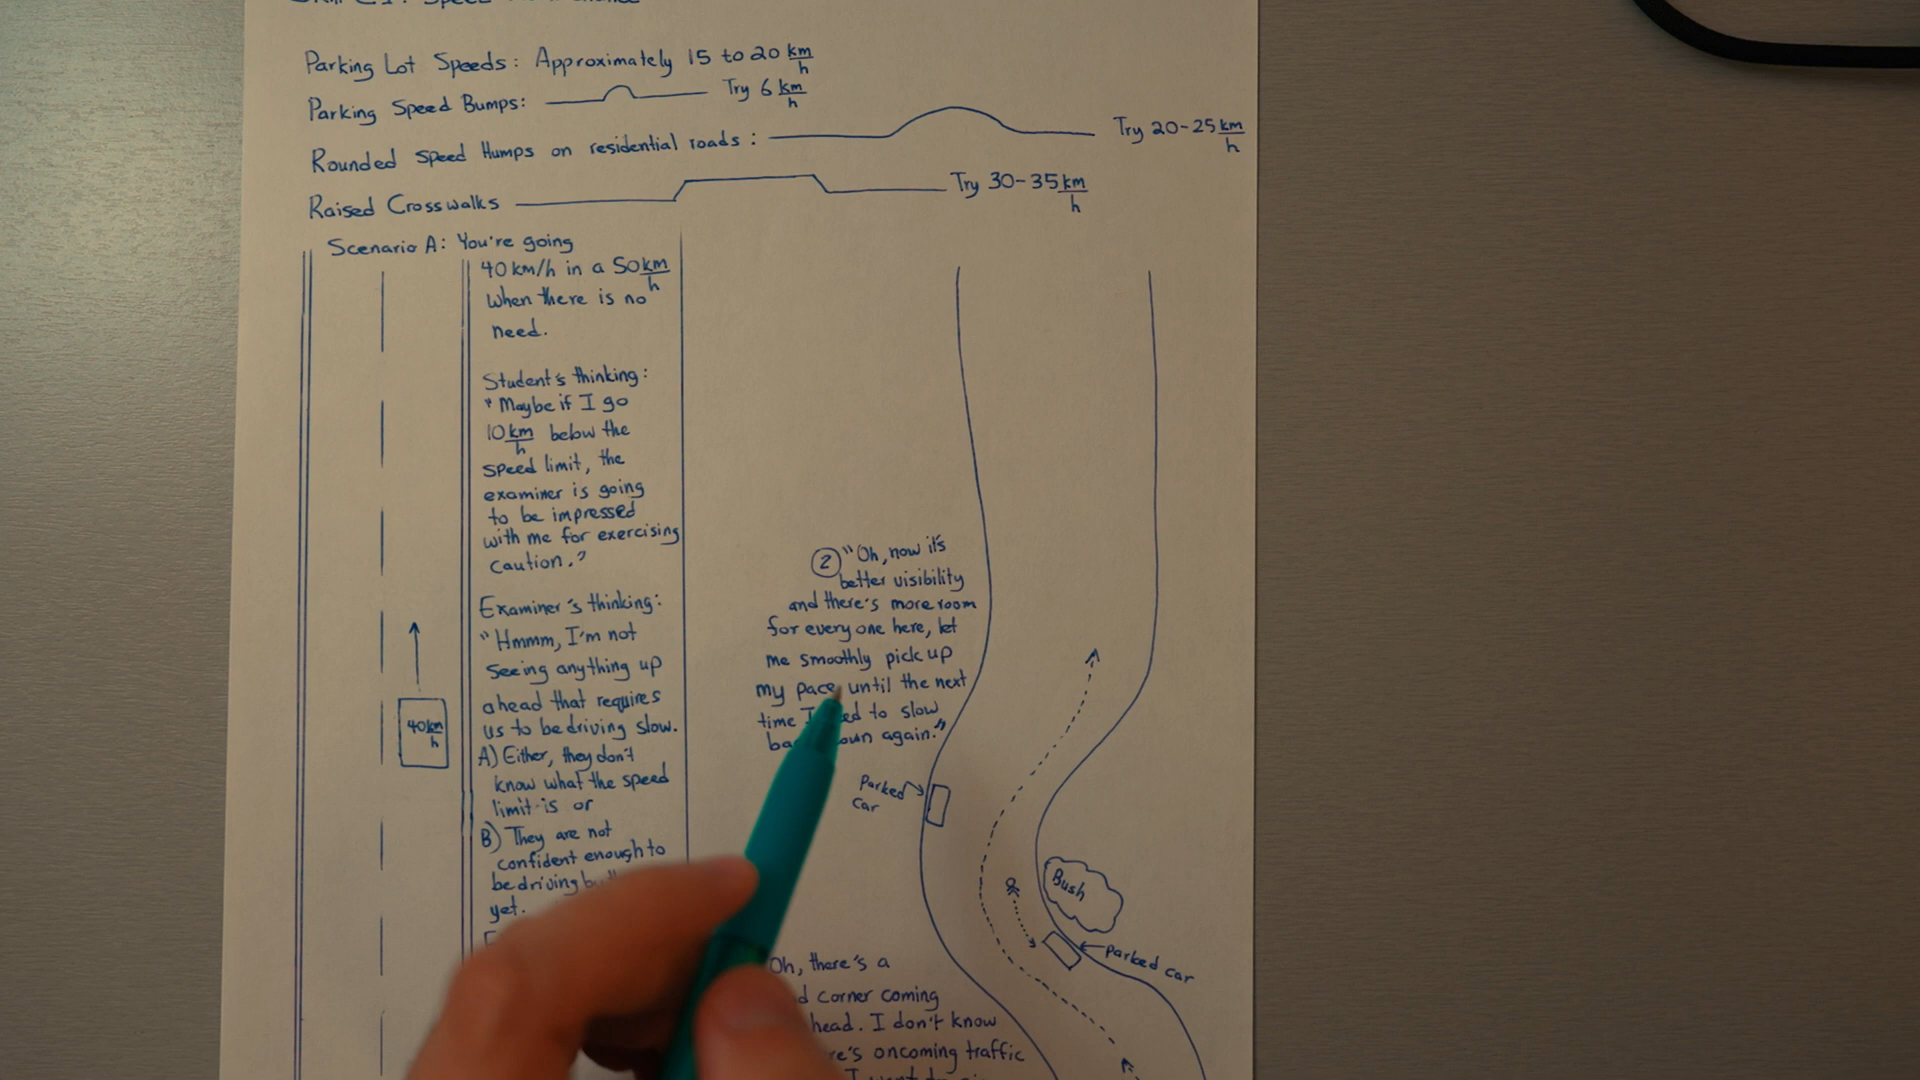 Parking Lot Speeds: Approximately 15 to 20 km/h
Parking Speed Bumps: Try 6 km/h
Rounded Speed Humps on residential roads: Try 20-25 km/h
Raised Crosswalks Try 30-35 km/h
Scenario A: You're going
40 km/h in a 50 km/h
when there is no
need.
Student's thinking:
"Maybe if I go
10 km/h below the
speed limit, the
examiner is going
to be impressed
with me for exercising
caution."
Examiner's thinking:
"Hmmm, I'm not
seeing anything up
ahead that requires
us to be driving slow.
A) Either, they don't
know what the speed
limit is or
B) They are not
confident enough to
be driving
yet.
40 km/h
2 "Oh, now it's
better visibility
and there's more room
for everyone here, let
me smoothly pick up
my pace until the next
time I to slow
again."
Parked
car
Bush
parked car
Oh, there's a
corner coming
head. I don't know
oncoming traffic